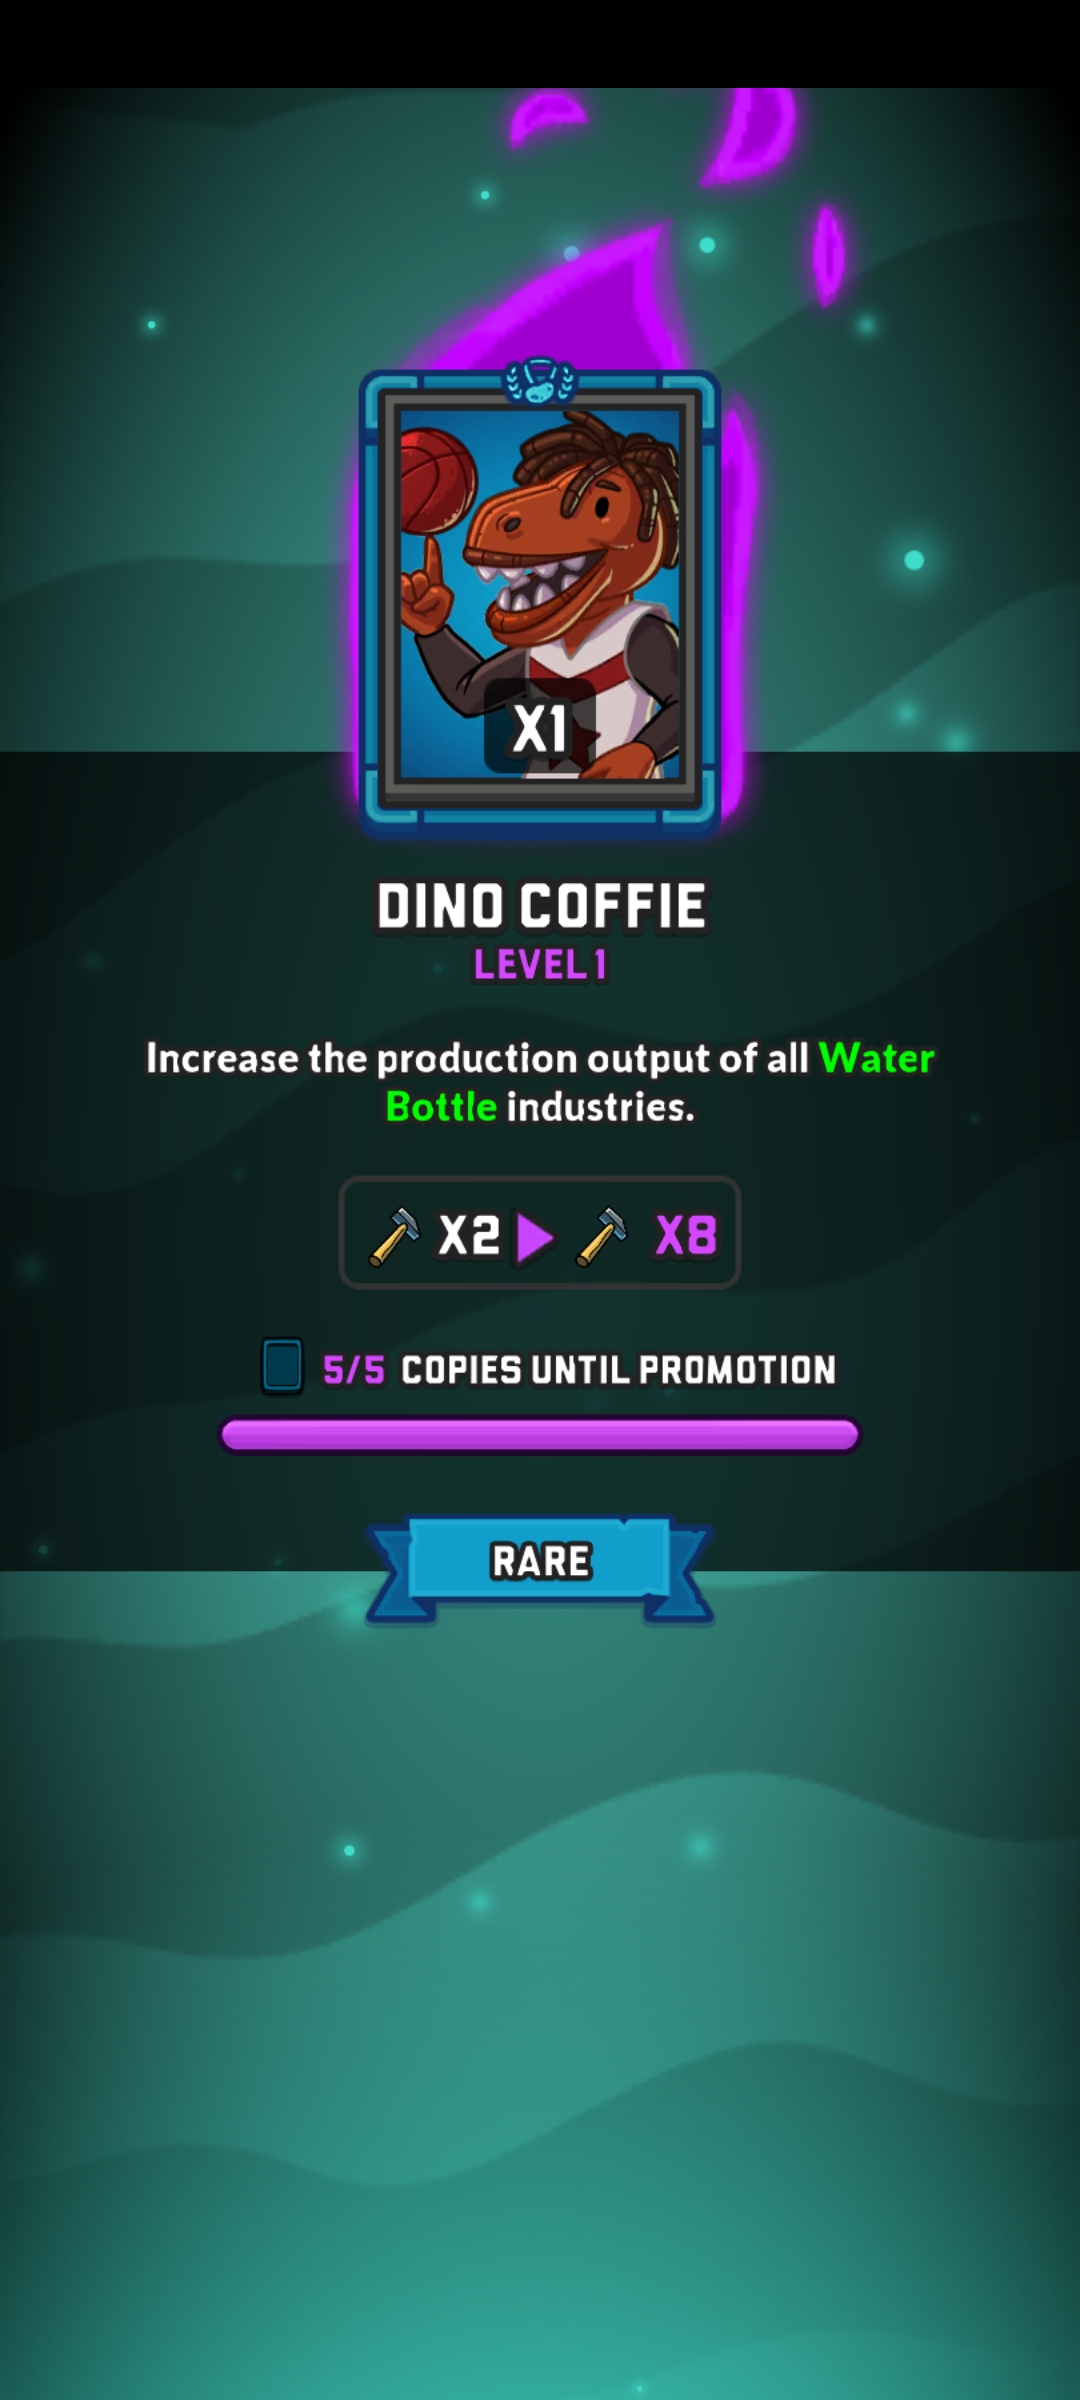 X1
DINO COFFIE
LEVEL 1
Increase the production output of all Water
Bottle industries.
X2 X8
5/5 COPIES UNTIL PROMOTION
RARE